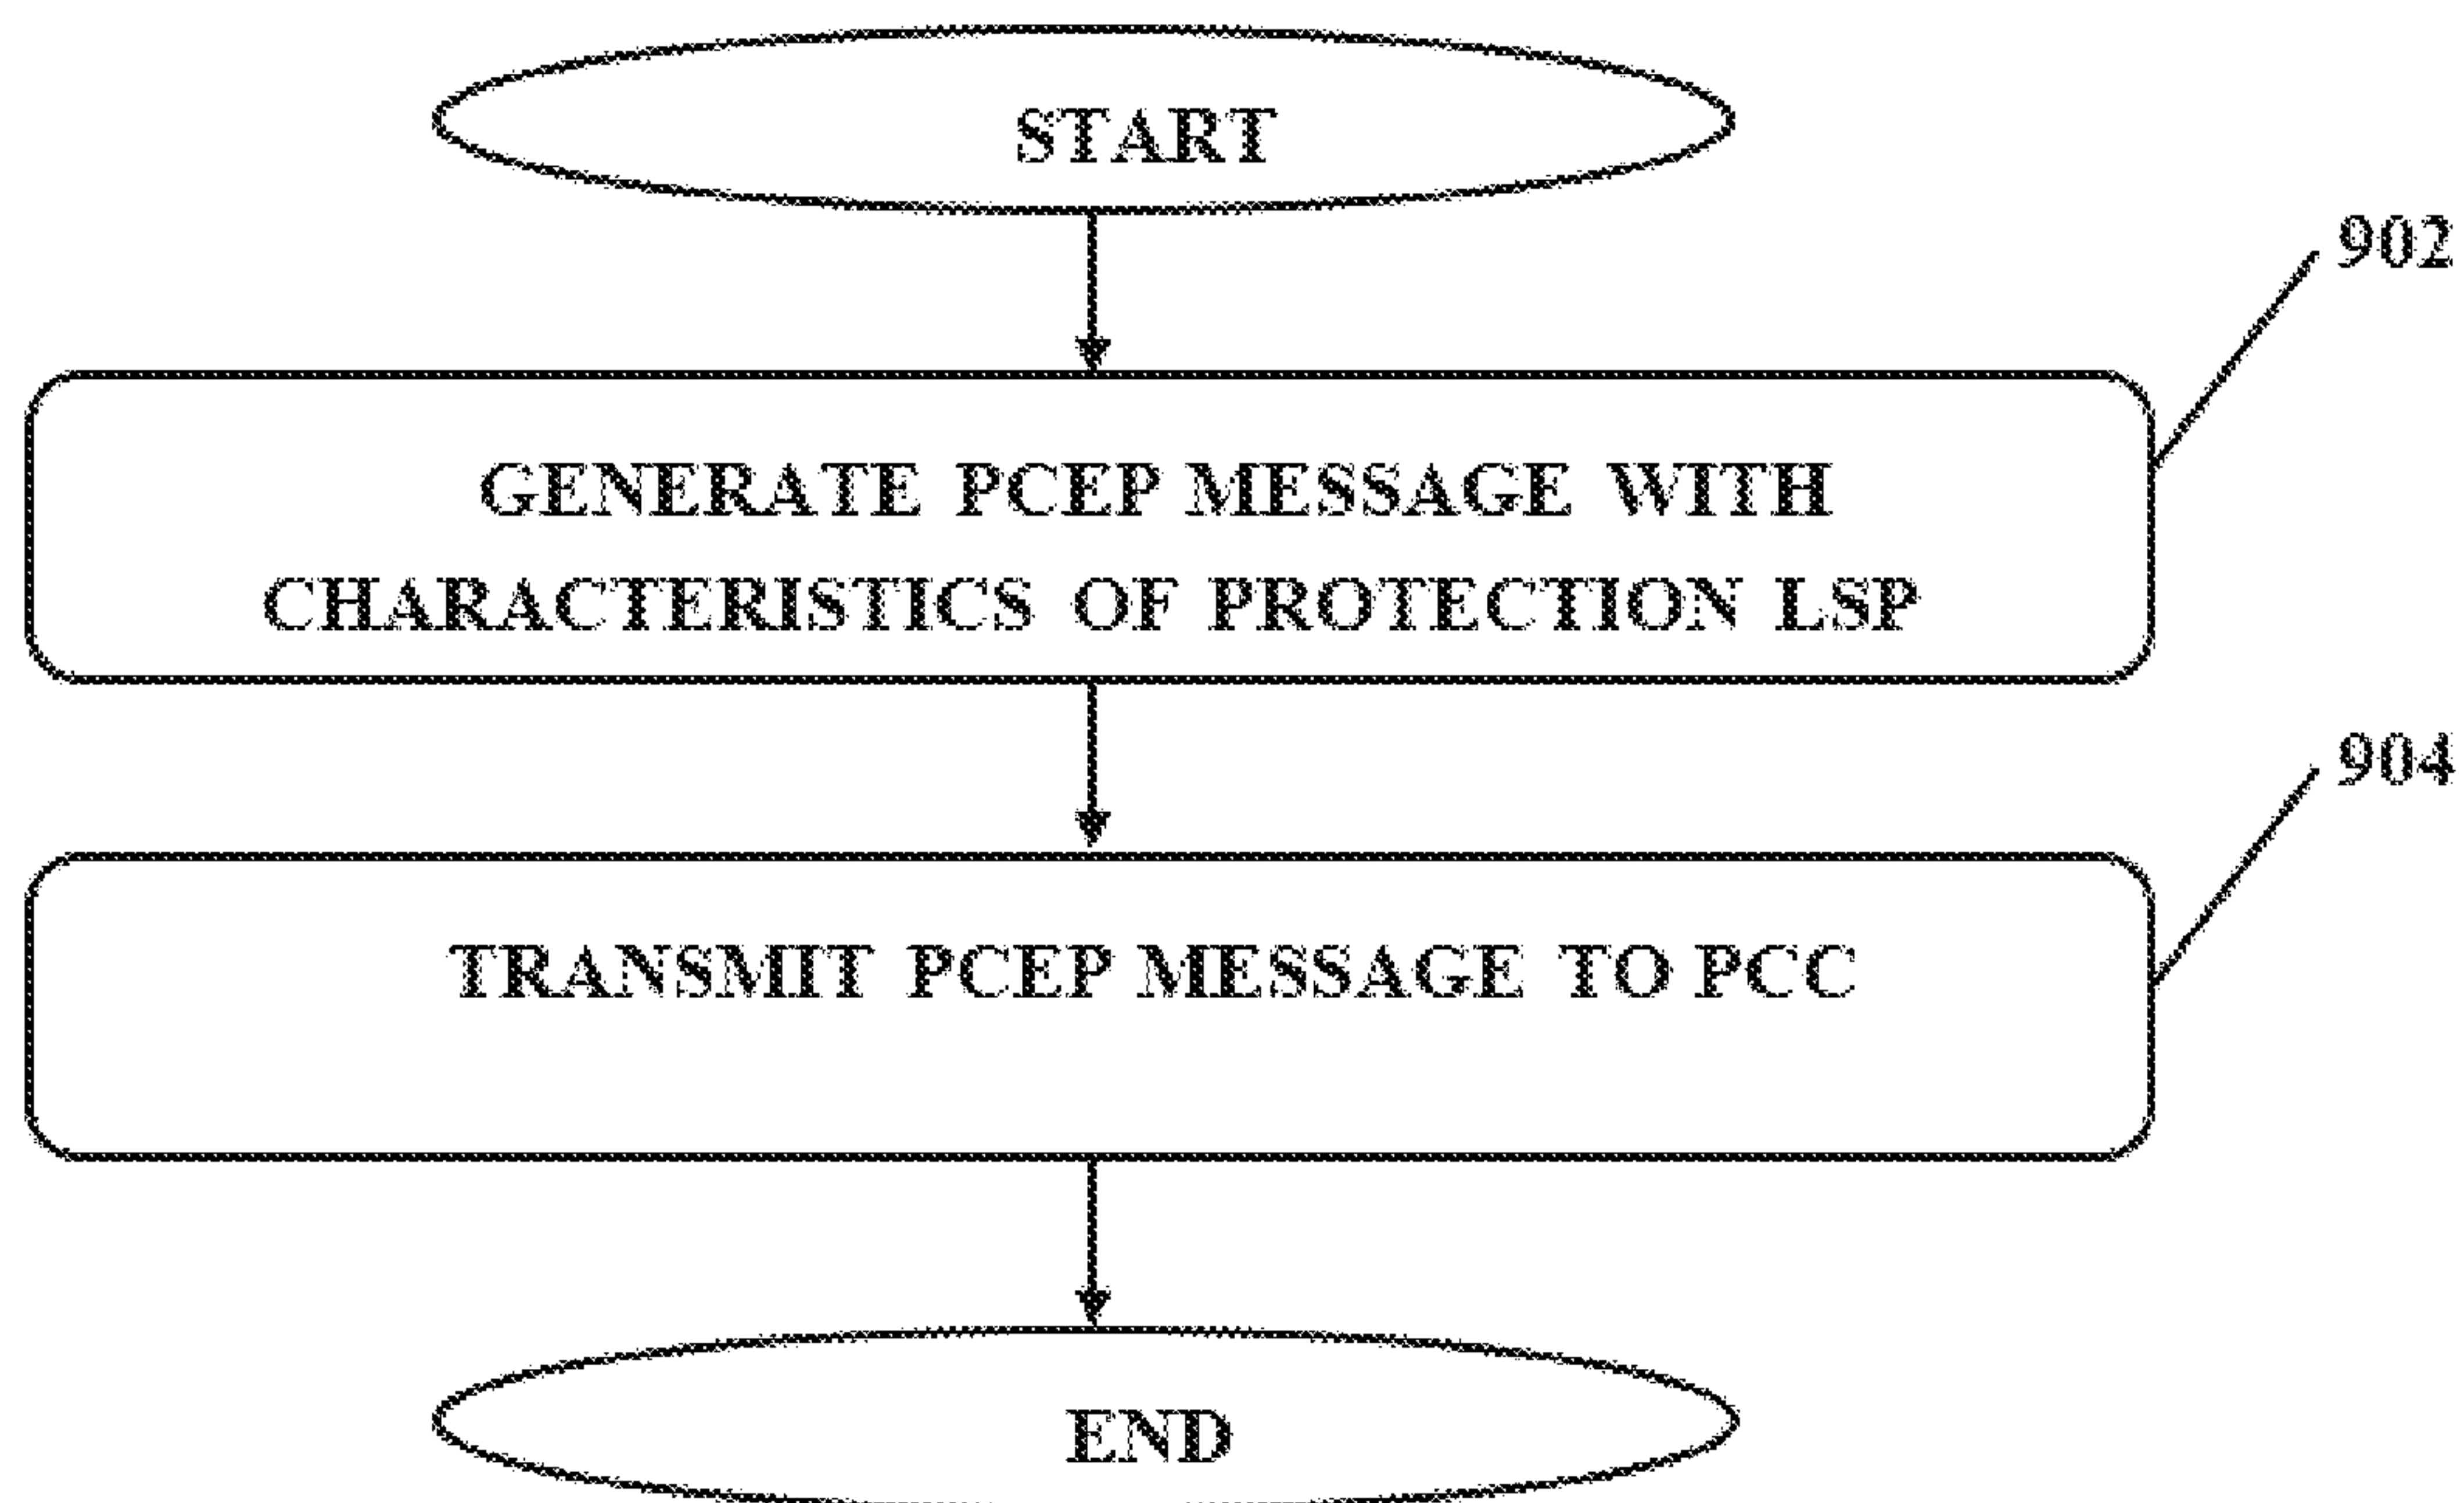 START
902
GENERATE PCEP MESSAGE WITH
CHARACTERISTICS OF PROTECTION LSP
904
TRANSMIT PCEP MESSAGE TO PCC
END